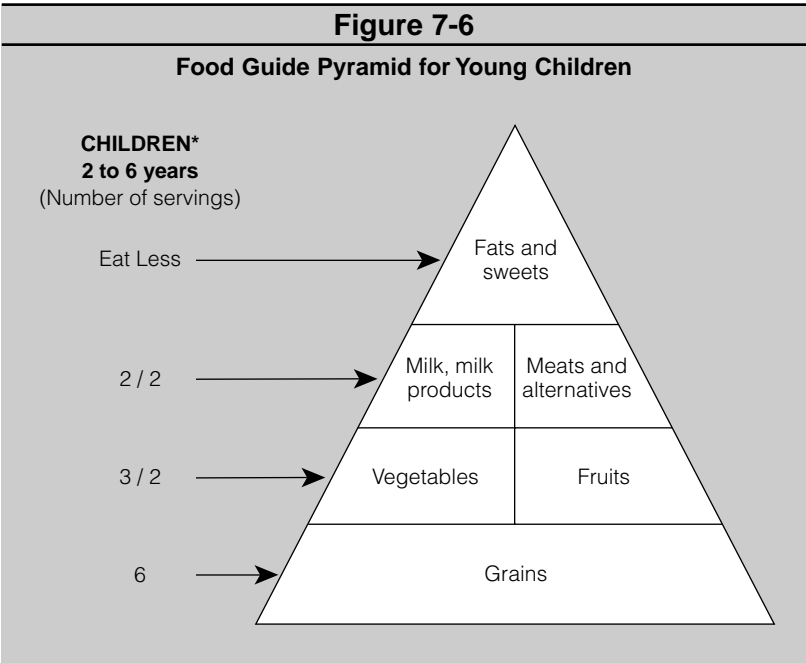 Figure 7-6
Food Guide Pyramid for Young Children
CHILDREN*
2 to 6 years
(Number of servings)
Eat Less
Fats and
sweets
2 / 2
Milk, milk
products
Meats and
alternatives
3 / 2
Vegetables
Fruits
6
Grains